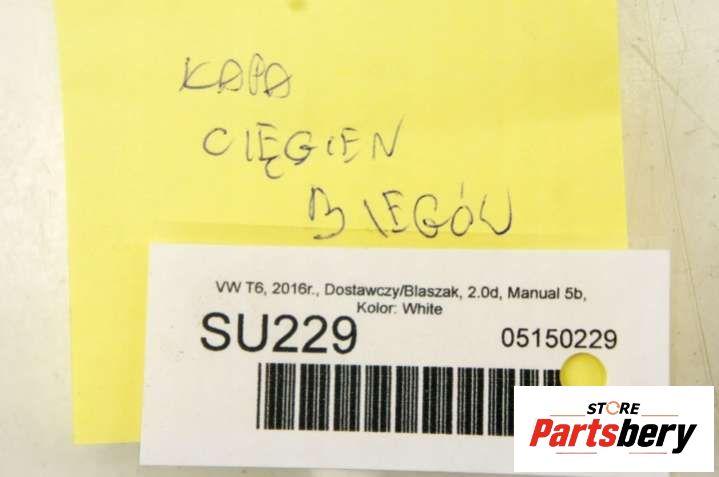 KAPA
CIĘGIEN
BIEGÓW
VW T6, 2016r., Dostawczy/Blaszak, 2.0d, Manual 5b,
Kolor: White
SU229
05150229
STORE
Partsbery